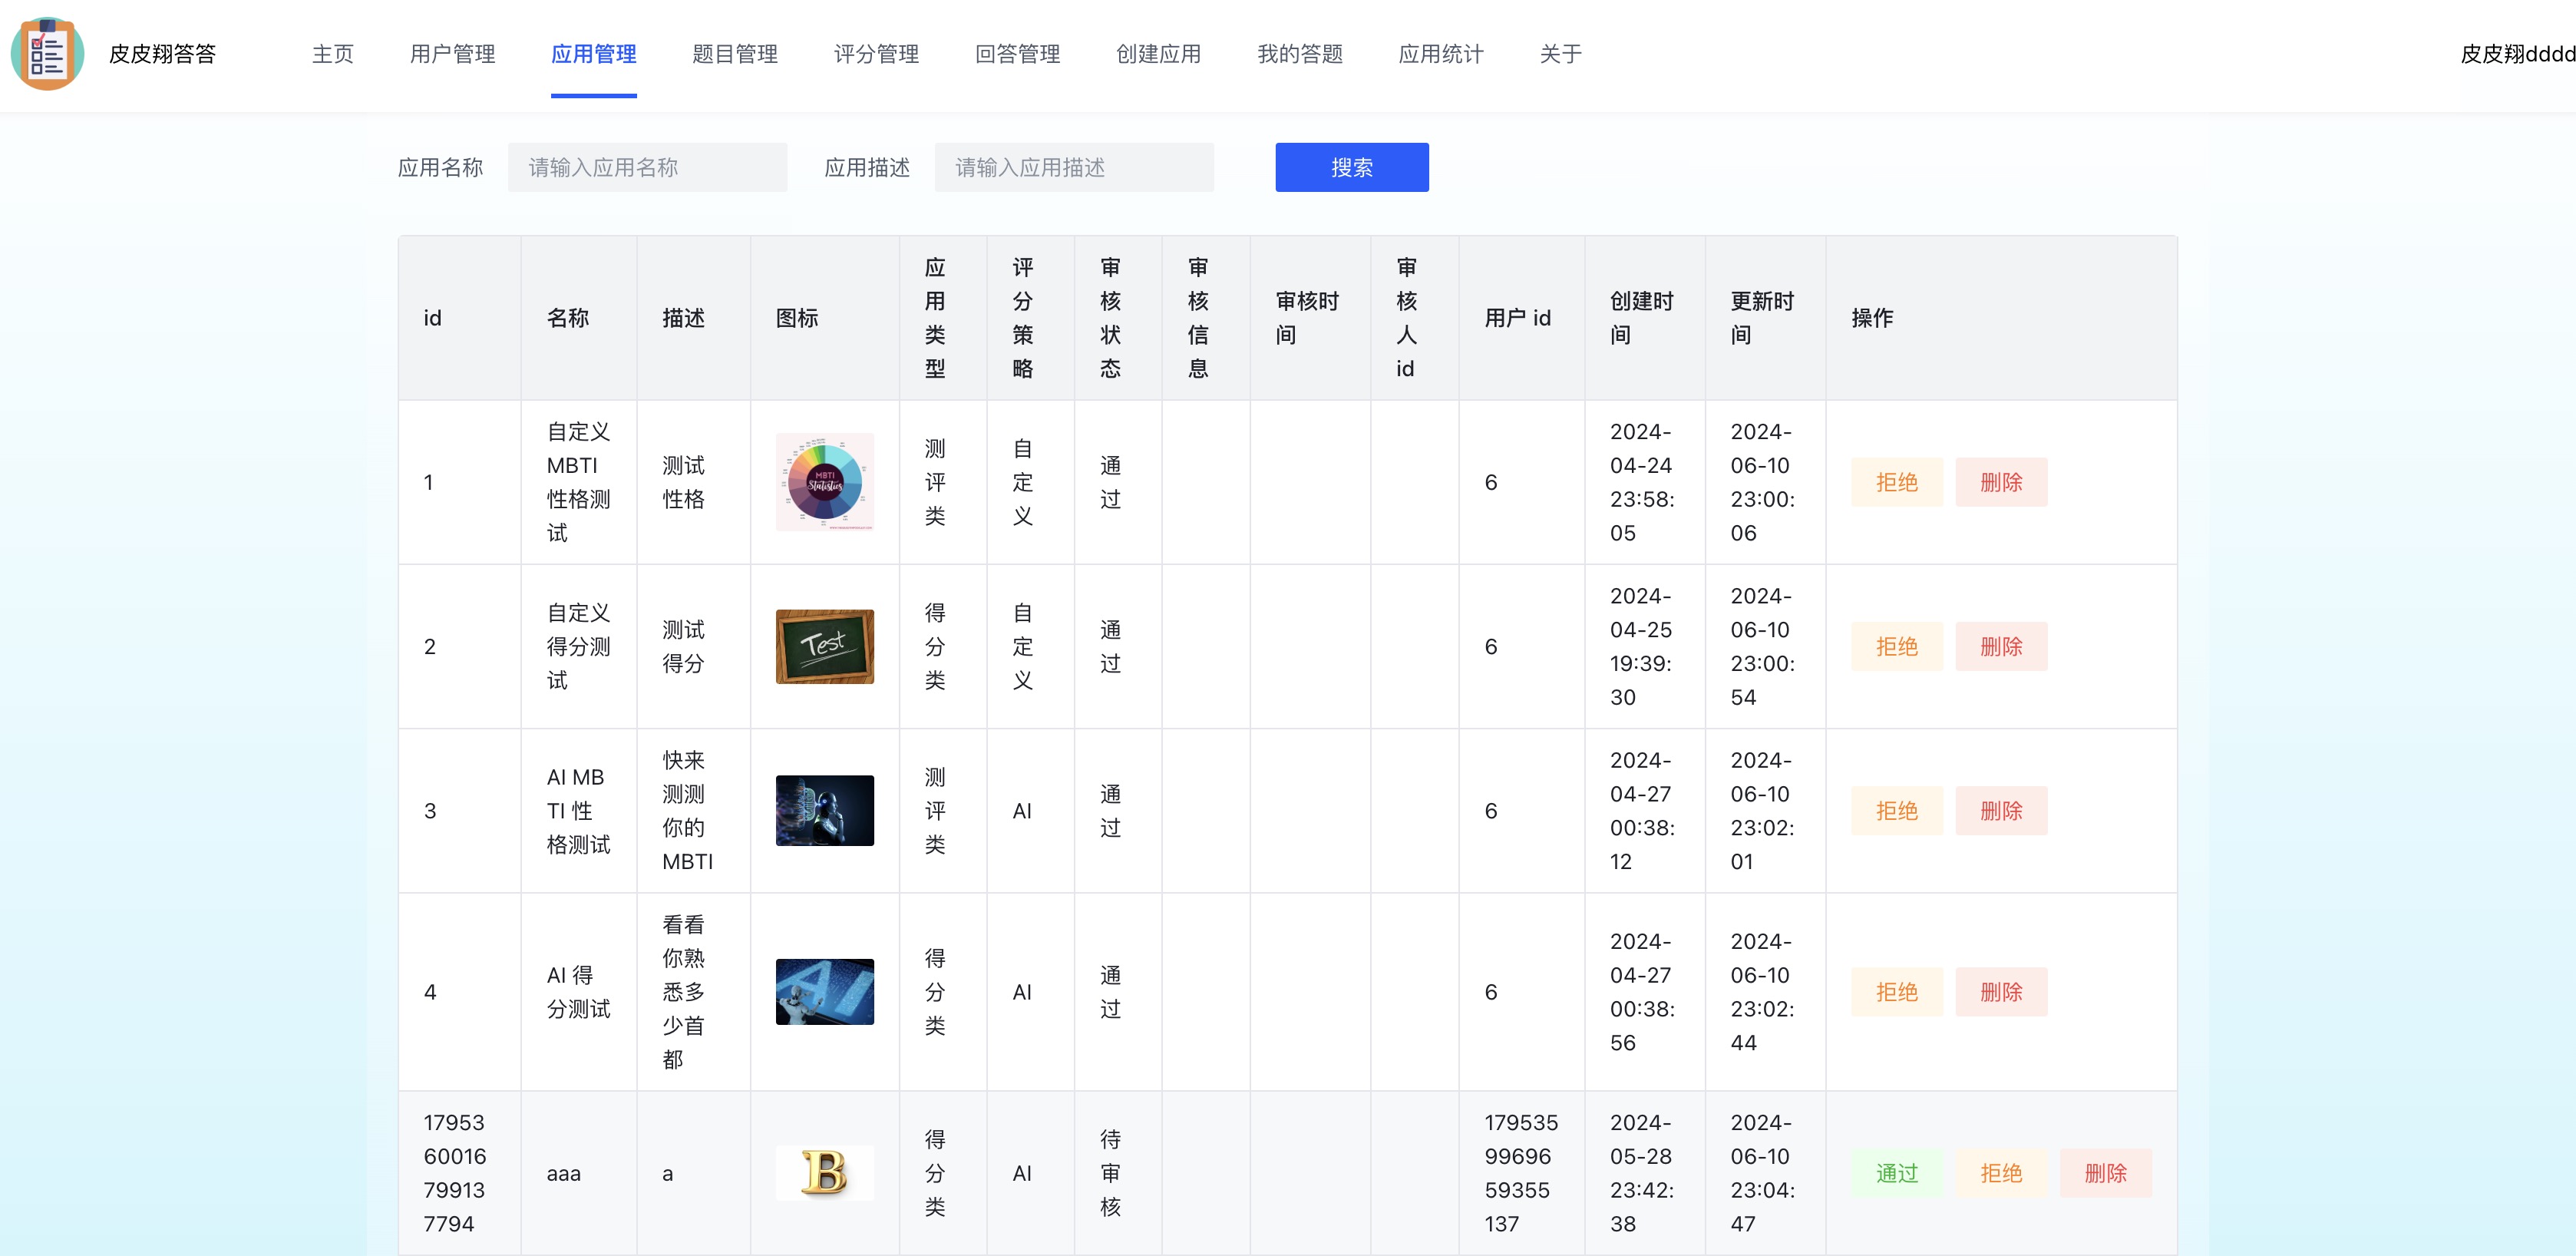 皮皮翔答答
主页
用户管理
应用管理
题目管理
评分管理
回答管理
创建应用
我的答题
应用统计
关于
皮皮翔dddd
应用名称
请输入应用名称
应用描述
请输入应用描述
搜索
id
名称
描述
图标
应
用
类
型
评
分
策
略
审
核
状
态
审
核
信
息
审核时
间
审
核
人
id
用户 id
创建时
间
更新时
间
操作
1
自定义
MBTI
性格测
试
测试
性格
MBTI
Statistics
测
评
类
自
定
义
通
过
6
2024-
04-24
23:58:
05
2024-
06-10
23:00:
06
拒绝
删除
2
自定义
得分测
试
测试
得分
Test
得
分
类
自
定
义
通
过
6
2024-
04-25
19:39:
30
2024-
06-10
23:00:
54
拒绝
删除
3
AI MB
TI 性
格测试
快来
测测
你的
MBTI
测
评
类
AI
通
过
6
2024-
04-27
00:38:
12
2024-
06-10
23:02:
01
拒绝
删除
4
AI 得
分测试
看看
你熟
悉多
少首
都
AI
得
分
类
AI
通
过
6
2024-
04-27
00:38:
56
2024-
06-10
23:02:
44
拒绝
删除
17953
60016
79913
7794
aaa
a
B
得
分
类
AI
待
审
核
179535
99696
59355
137
2024-
05-28
23:42:
38
2024-
06-10
23:04:
47
通过
拒绝
删除